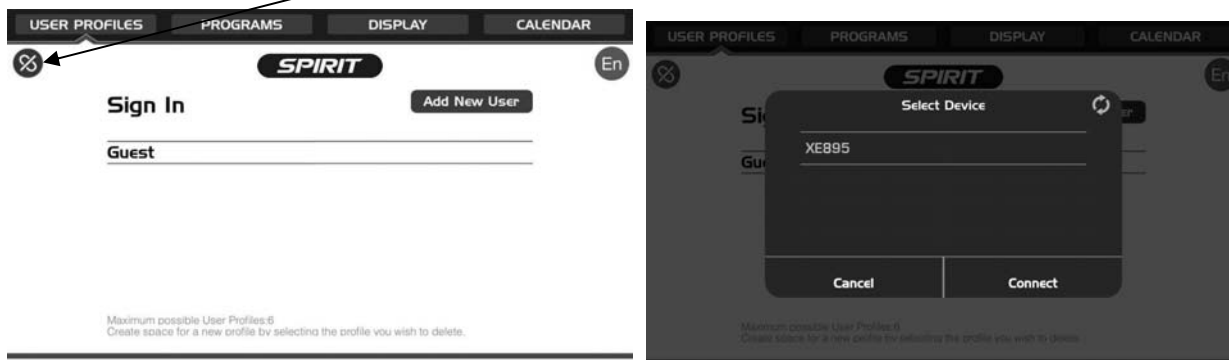 USER PROFILES PROGRAMS DISPLAY CALENDAR
SPIRIT
En
Sign In
Add New User
Guest
Maximum possible User Profiles:6
Create space for a new profile by selecting the profile you wish to delete.
USER PROFILES PROGRAMS DISPLAY CALENDAR
SPIRIT
En
Select Device
XE895
Cancel
Connect
Maximum possible User Profiles:6
Create space for a new profile by selecting the profile you wish to delete.